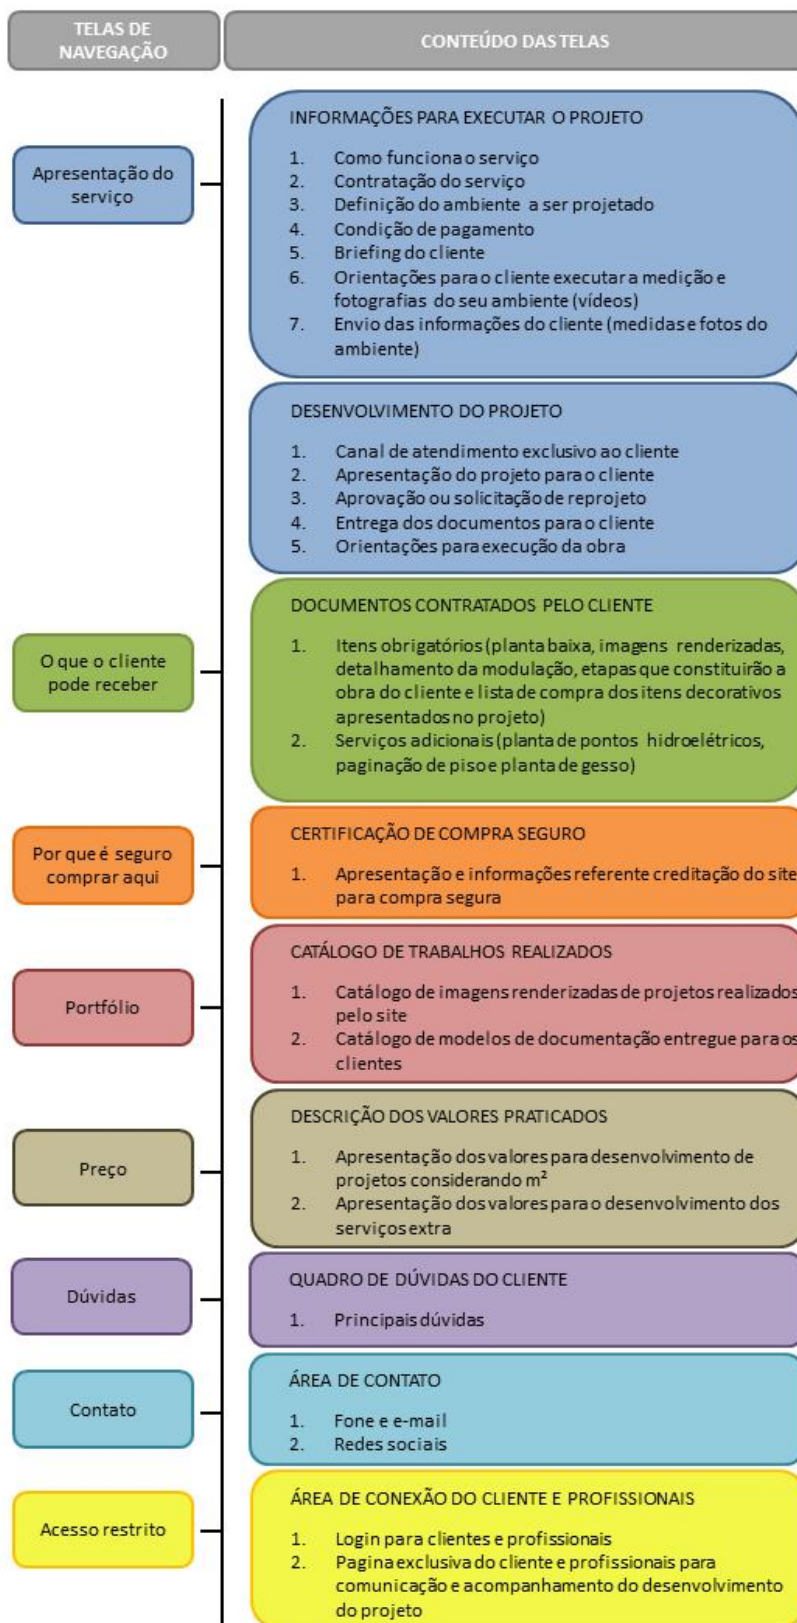 TELAS DE
NAVEGAÇÃO
CONTEÚDO DAS TELAS
Apresentação do
serviço
INFORMAÇÕES PARA EXECUTAR O PROJETO
1. Como funciona o serviço
2. Contratação do serviço
3. Definição do ambiente a ser projetado
4. Condição de pagamento
5. Briefing do cliente
6. Orientações para o cliente executar a medição e
fotografias do seu ambiente (vídeos)
7. Envio das informações do cliente (medidas e fotos do
ambiente)
DESENVOLVIMENTO DO PROJETO
1. Canal de atendimento exclusivo ao cliente
2. Apresentação do projeto para o cliente
3. Aprovação ou solicitação de reprojeto
4. Entrega dos documentos para o cliente
5. Orientações para execução da obra
O que o cliente
pode receber
DOCUMENTOS CONTRATADOS PELO CLIENTE
1. Itens obrigatórios (planta baixa, imagens renderizadas,
detalhamento da modulação, etapas que constituirão a
obra do cliente e lista de compra dos itens decorativos
apresentados no projeto)
2. Serviços adicionais (planta de pontos hidroelétricos,
paginação de piso e planta de gesso)
Por que é seguro
comprar aqui
CERTIFICAÇÃO DE COMPRA SEGURO
1. Apresentação e informações referente creditação do site
para compra segura
Portfólio
CATÁLOGO DE TRABALHOS REALIZADOS
1. Catálogo de imagens renderizadas de projetos realizados
pelo site
2. Catálogo de modelos de documentação entregue para os
clientes
Preço
DESCRIÇÃO DOS VALORES PRATICADOS
1. Apresentação dos valores para desenvolvimento de
projetos considerando m²
2. Apresentação dos valores para o desenvolvimento dos
serviços extra
Dúvidas
QUADRO DE DÚVIDAS DO CLIENTE
1. Principais dúvidas
Contato
ÁREA DE CONTATO
1. Fone e e-mail
2. Redes sociais
Acesso restrito
ÁREA DE CONEXÃO DO CLIENTE E PROFISSIONAIS
1. Login para clientes e profissionais
2. Pagina exclusiva do cliente e profissionais para
comunicação e acompanhamento do desenvolvimento
do projeto